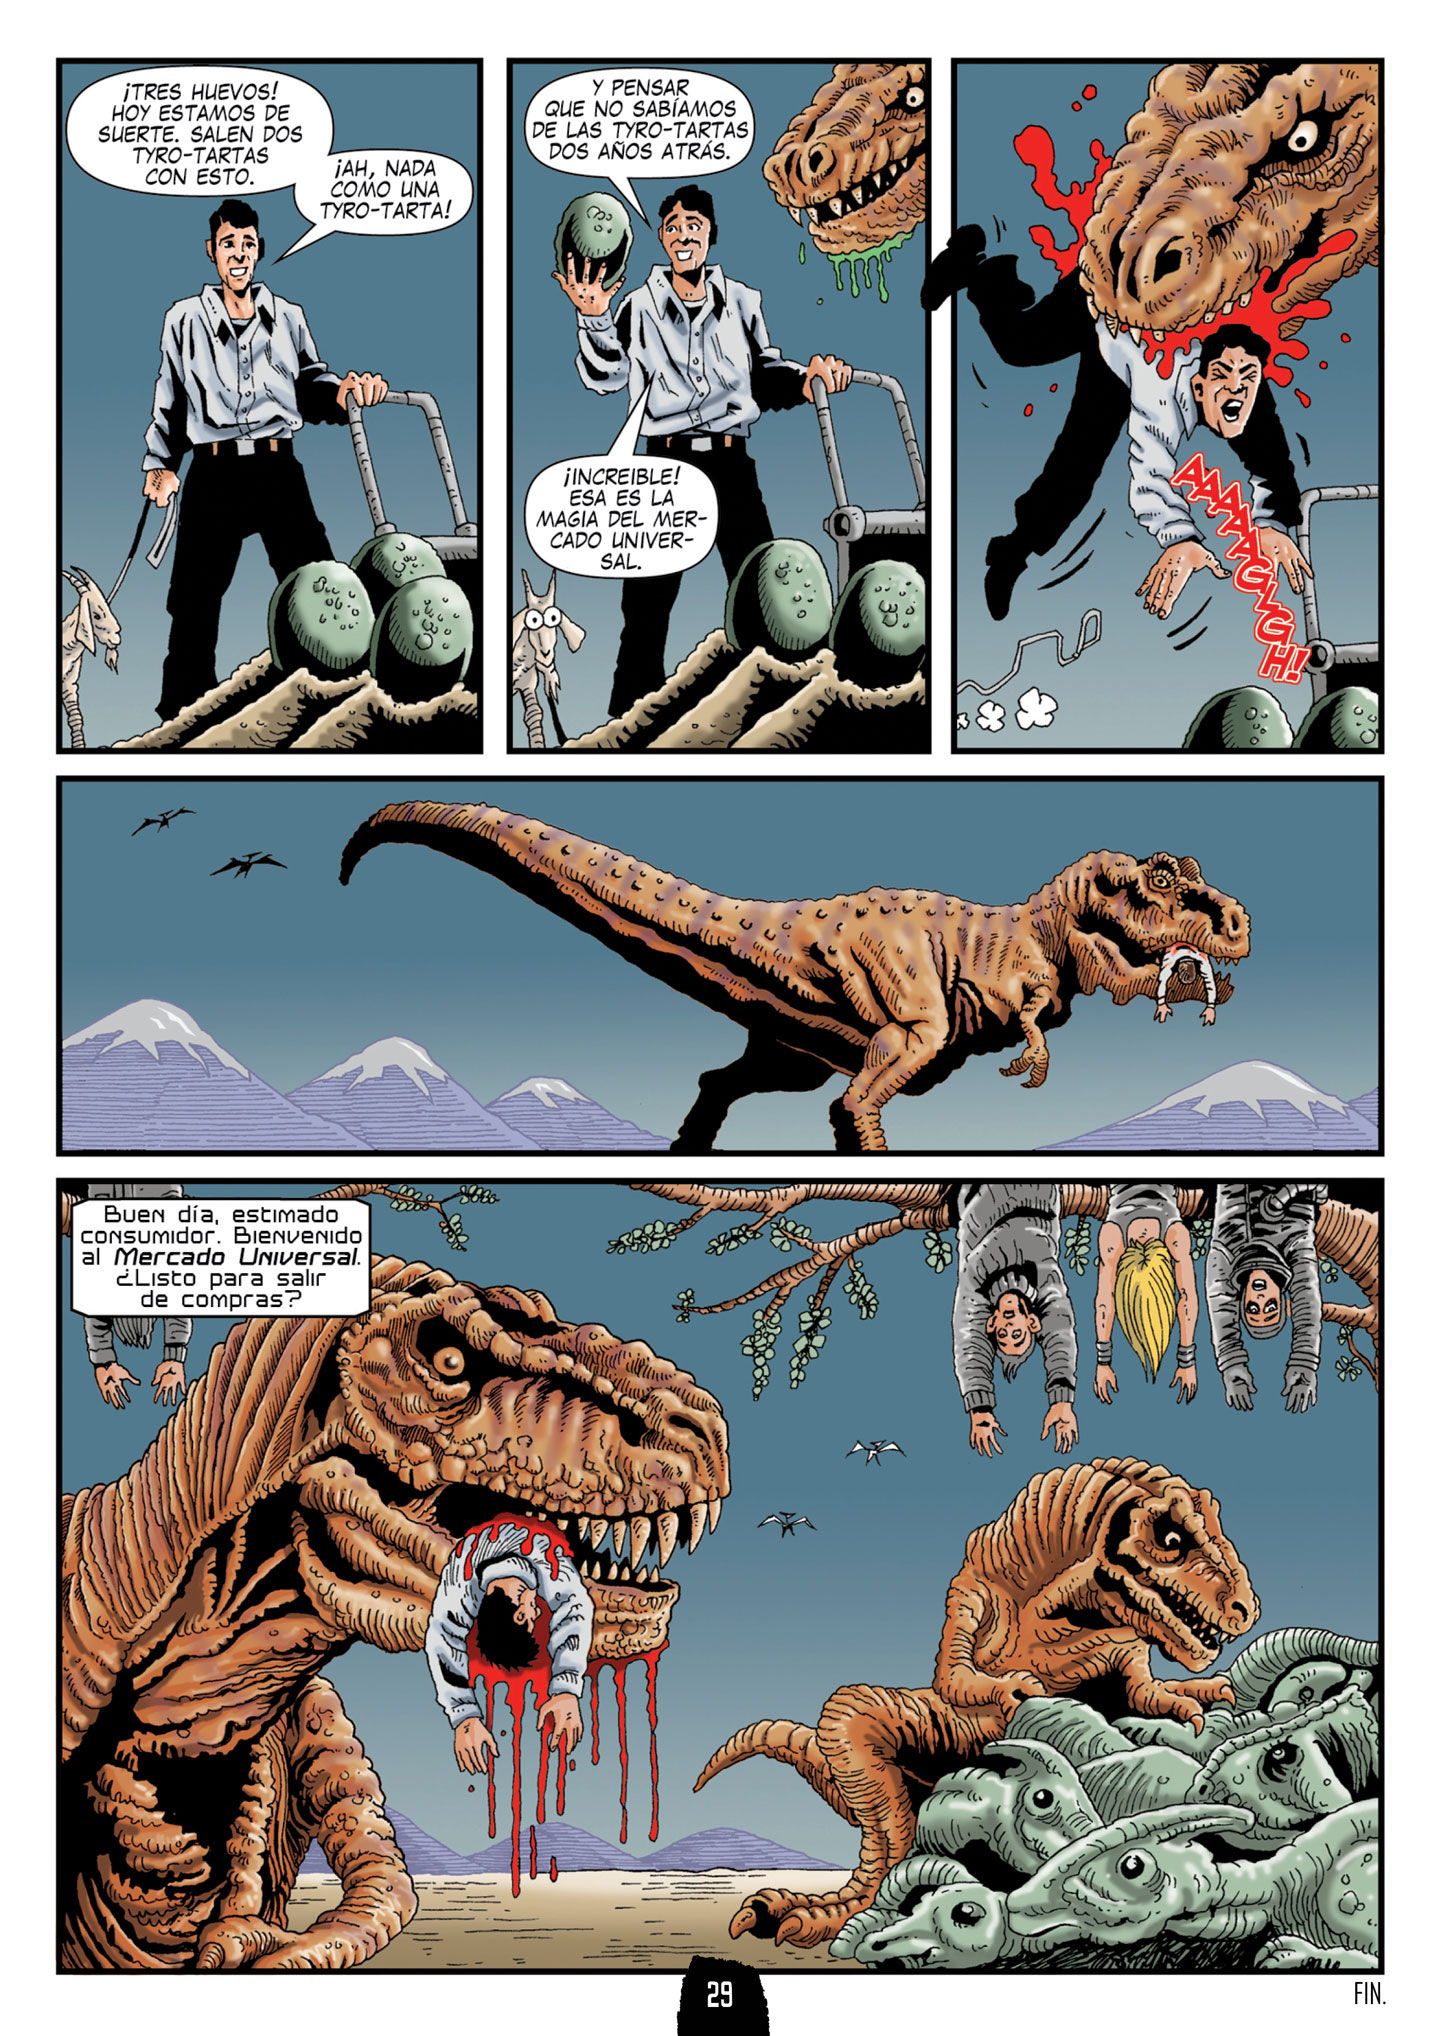 ¡TRES HUEVOS!
HOY ESTAMOS DE
SUERTE. SALEN DOS
TYRO-TARTAS
CON ESTO.
¡AH, NADA
COMO UNA
TYRO-TARTA!
Y PENSAR
QUE NO SABÍAMOS
DE LAS TYRO-TARTAS
DOS AÑOS ATRÁS.
¡INCREIBLE!
ESA ES LA
MAGIA DEL MER-
CADO UNIVER-
SAL.
AAAAAGGGH!
Buen día, estimado
consumidor. Bienvenido
al Mercado Universal.
¿Listo para salir
de compras?
29
FIN.